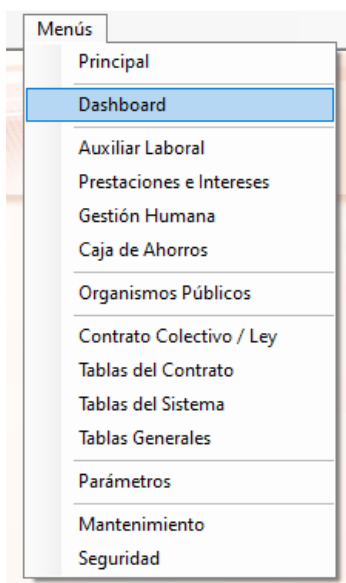 Menús
Principal
Dashboard
Auxiliar Laboral
Prestaciones e Intereses
Gestión Humana
Caja de Ahorros
Organismos Públicos
Contrato Colectivo / Ley
Tablas del Contrato
Tablas del Sistema
Tablas Generales
Parámetros
Mantenimiento
Seguridad